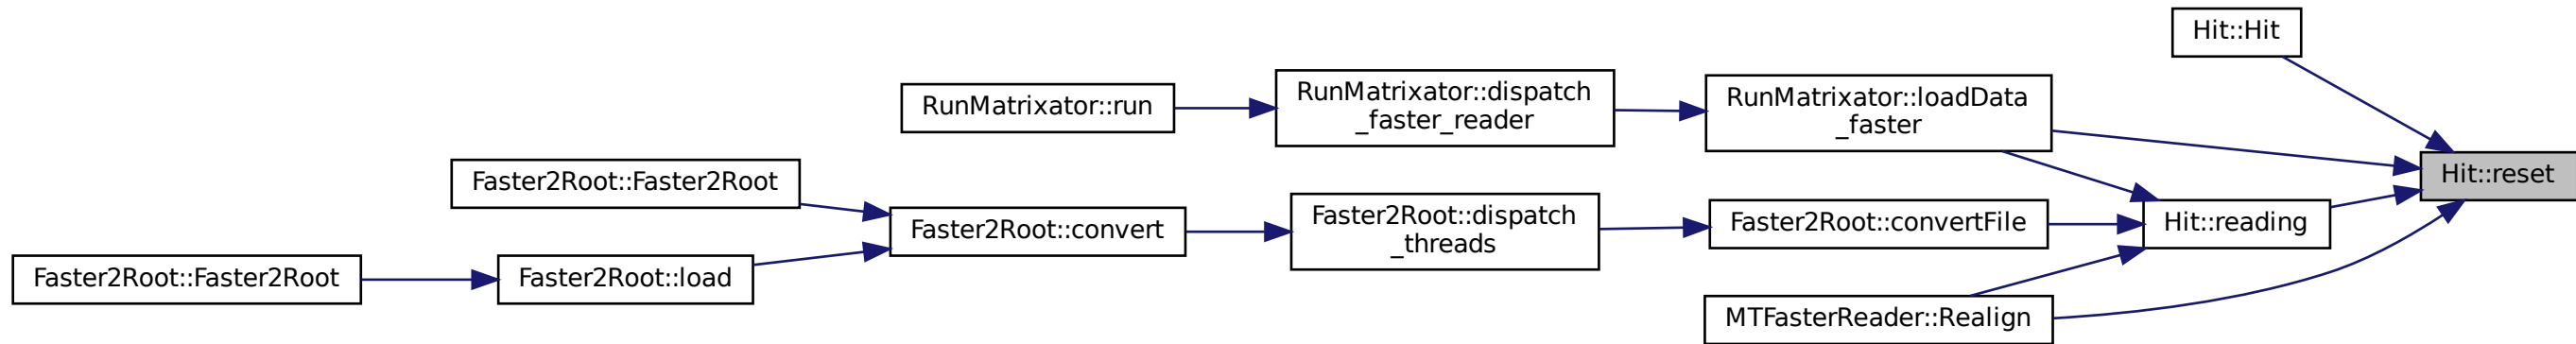 Hit::Hit
RunMatrixator::run
RunMatrixator::dispatch
_faster_reader
RunMatrixator::loadData
_faster
Hit::reset
Faster2Root::Faster2Root
Faster2Root::convert
Faster2Root::dispatch
_threads
Faster2Root::convertFile
Hit::reading
Faster2Root::Faster2Root
Faster2Root::load
MTFasterReader::Realign